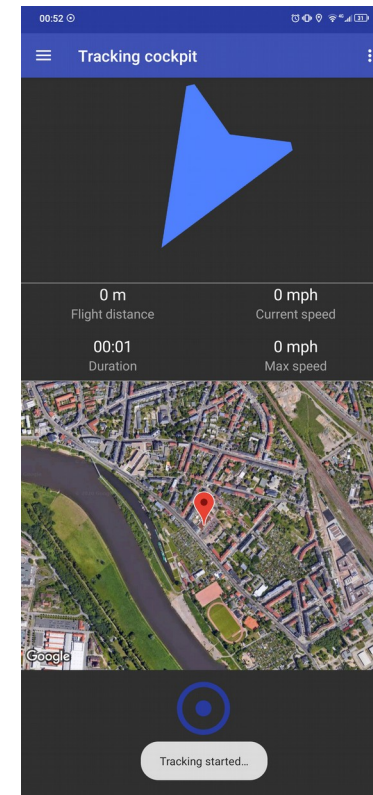 00:52
31
Tracking cockpit
0 m
0 mph
Flight distance
Current speed
00:01
0 mph
Duration
Max speed
Google
Tracking started...